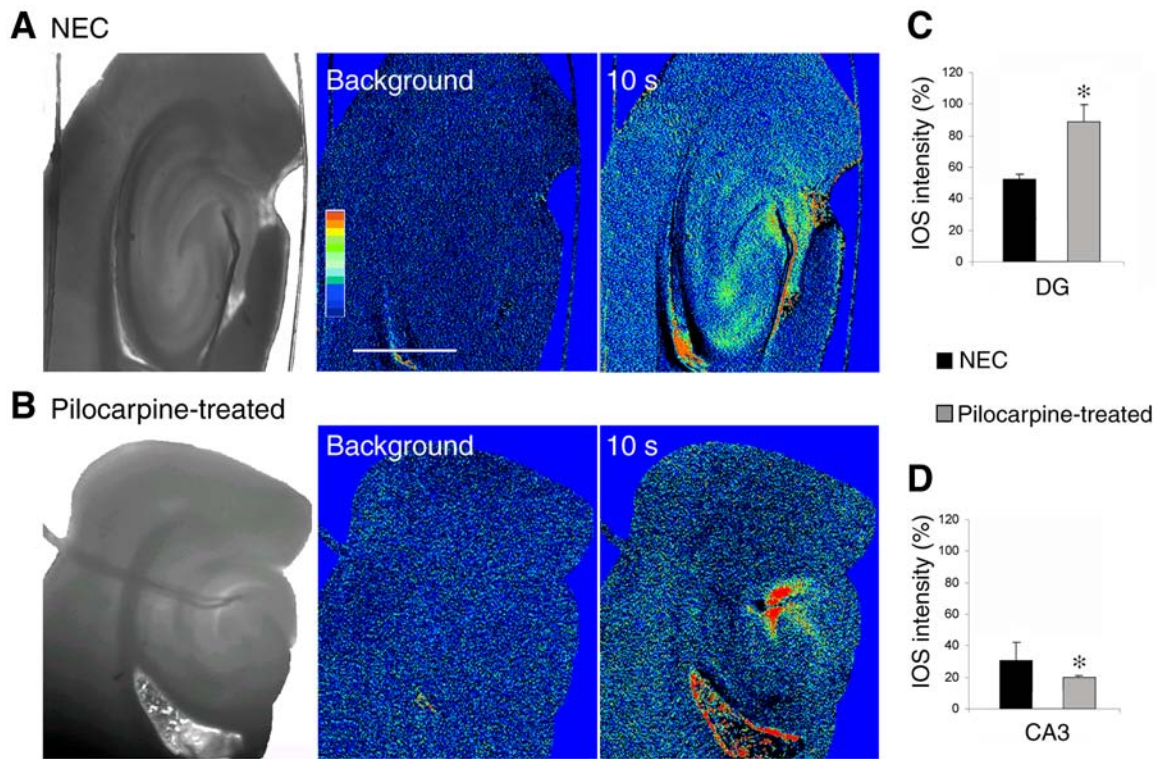 A NEC
Background
10 s
B Pilocarpine-treated
Background
10 s
C
IOS intensity (%)
120
100
80
60
40
20
0
*
DG
NEC
Pilocarpine-treated
D
IOS intensity (%)
120
100
80
60
40
20
0
*
CA3